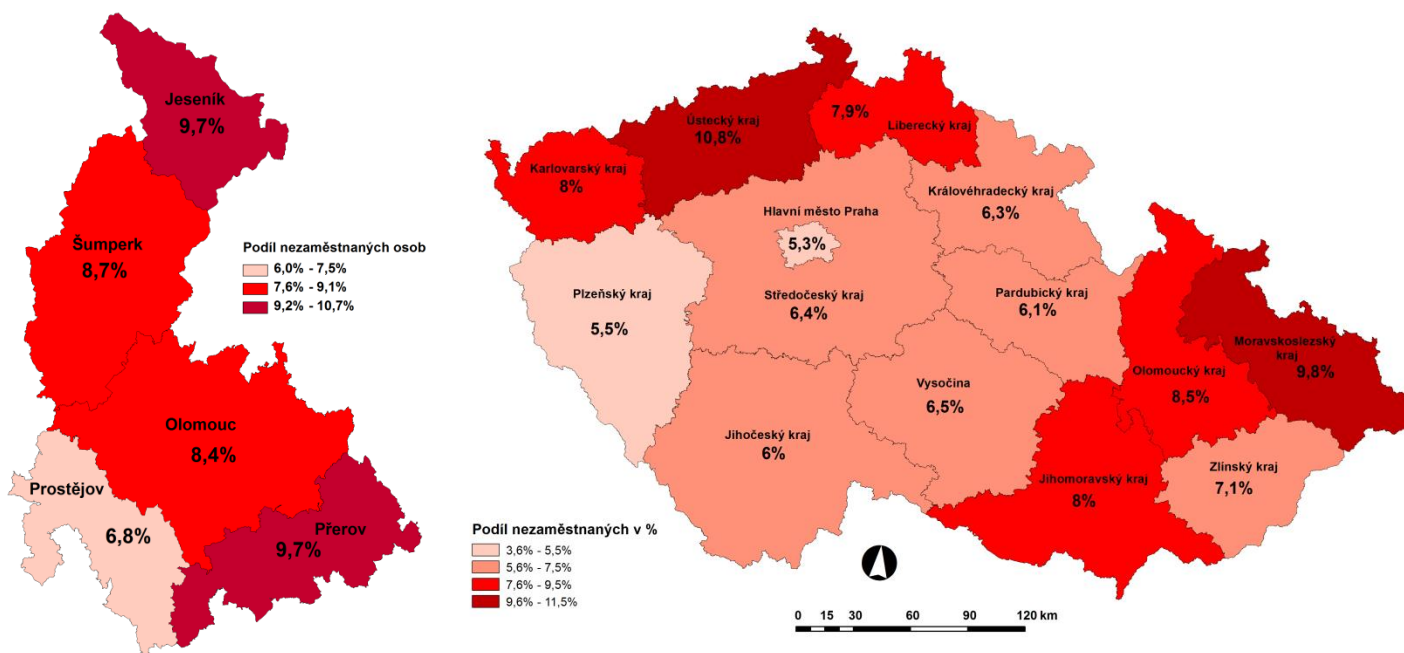 Jeseník
9,7%
Šumperk
8,7%
Podíl nezaměstnaných osob
6,0% - 7,5%
7,6% - 9,1%
9,2% - 10,7%
Olomouc
8,4%
Prostějov
6,8%
Přerov
9,7%
Ústecký kraj
10,8%
7,9%
Liberecký kraj
Karlovarský kraj
8%
Královéhradecký kraj
6,3%
Hlavní město Praha
5,3%
Plzeňský kraj
5,5%
Středočeský kraj
6,4%
Pardubický kraj
6,1%
Moravskoslezský
kraj
9,8%
Olomoucký kraj
8,5%
Vysočina
6,5%
Jihočeský kraj
6%
Zlínský kraj
7,1%
Jihomoravský kraj
8%
Podíl nezaměstnaných v %
3,6% - 5,5%
5,6% - 7,5%
7,6% - 9,5%
9,6% - 11,5%
0 15 30 60 90 120 km